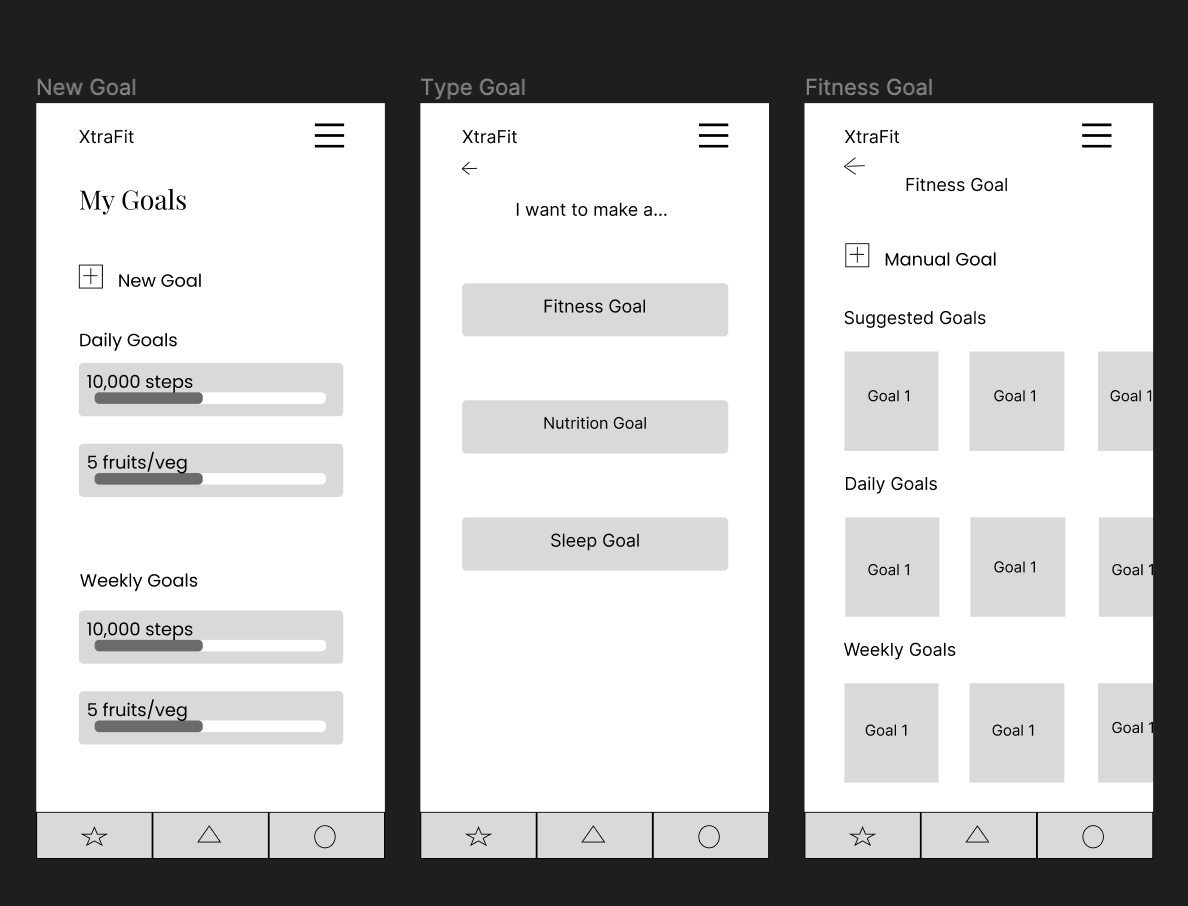 New Goal
XtraFit
My Goals
New Goal
Daily Goals
10,000 steps
5 fruits/veg
Weekly Goals
10,000 steps
5 fruits/veg
Type Goal
XtraFit
I want to make a...
Fitness Goal
Nutrition Goal
Sleep Goal
Fitness Goal
XtraFit
Fitness Goal
Manual Goal
Suggested Goals
Goal 1 Goal 1 Goal 1
Daily Goals
Goal 1 Goal 1 Goal 1
Weekly Goals
Goal 1 Goal 1 Goal 1